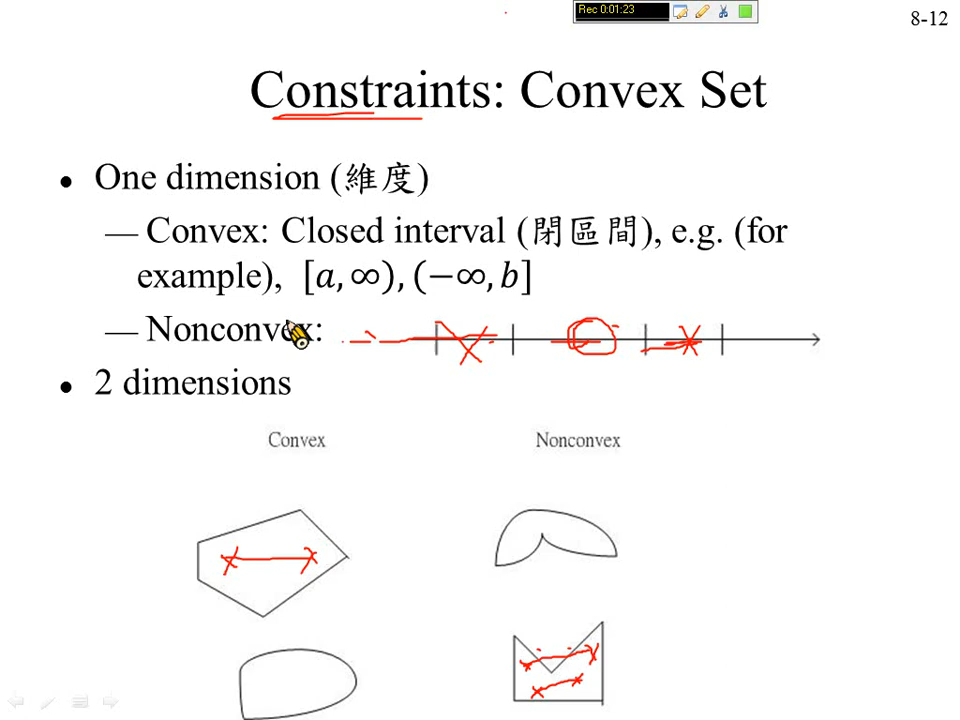 Rec 0:01:23
8-12
Constraints: Convex Set
● One dimension (維度)
— Convex: Closed interval (閉區間), e.g. (for
example), [a, ∞), (−∞, b]
— Nonconvex:
● 2 dimensions
Convex Nonconvex